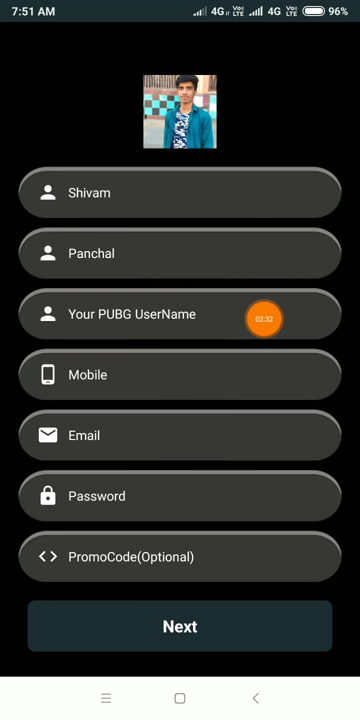 7:51 AM 4G Vo) LTE 4G Vo) LTE 96%
Shivam
Panchal
Your PUBG UserName
02:32
Mobile
Email
Password
PromoCode(Optional)
Next